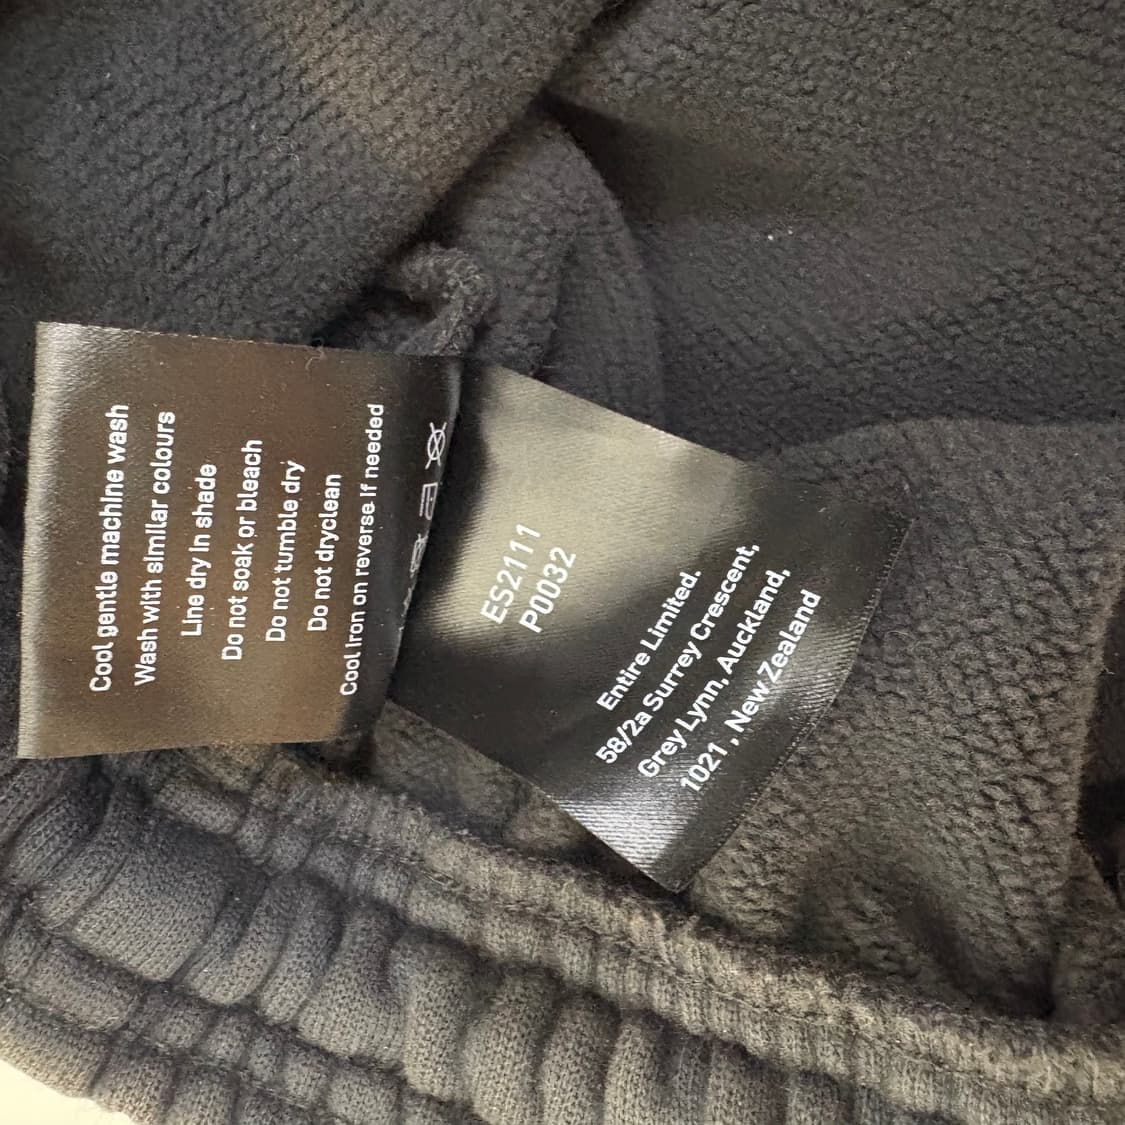 Cool gentle machine wash
Wash with similar colours
Line dry in shade
Do not soak or bleach
Do not tumble dry
Do not dryclean
Cool iron on reverse if needed
ES2111
P0032
Entire Limited.
58/2a Surrey Crescent,
Grey Lynn, Auckland,
1021 , New Zealand